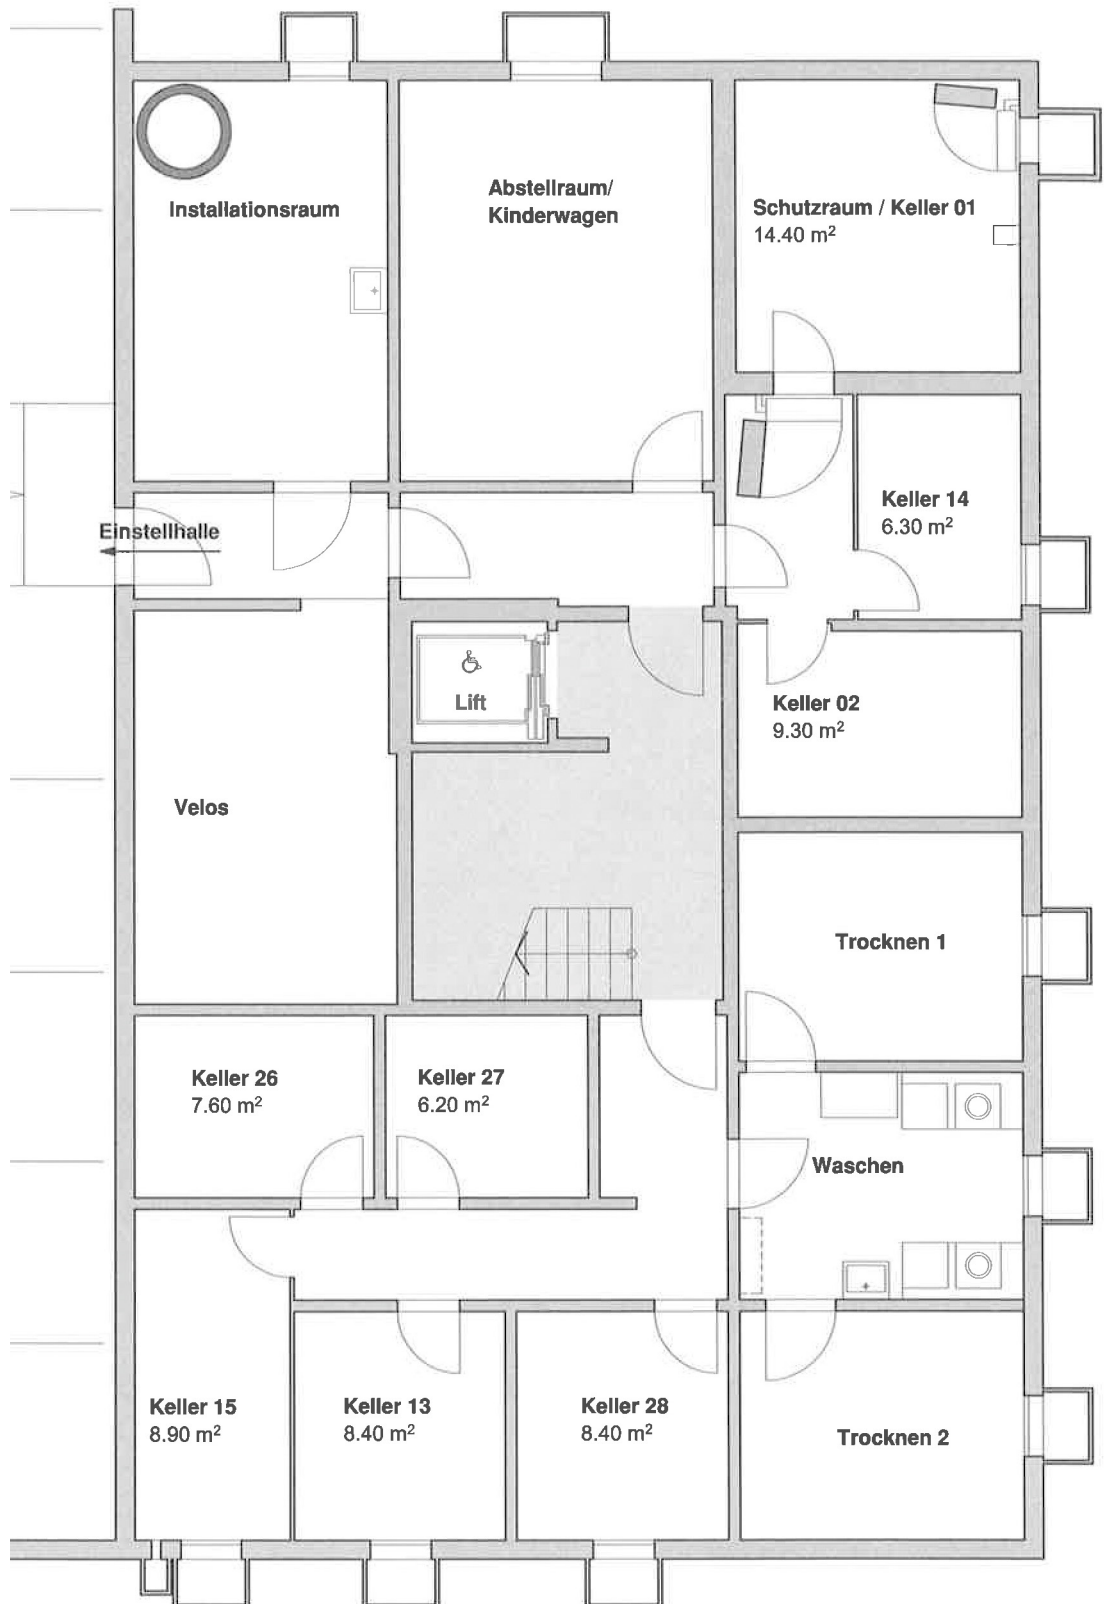 Installationsraum
Abstellraum/
Kinderwagen
Schutzraum / Keller 01
14.40 m²
Keller 14
6.30 m²
Einstellhalle
Lift
Keller 02
9.30 m²
Velos
Trocknen 1
Keller 26
7.60 m²
Keller 27
6.20 m²
Waschen
Keller 15
8.90 m²
Keller 13
8.40 m²
Keller 28
8.40 m²
Trocknen 2